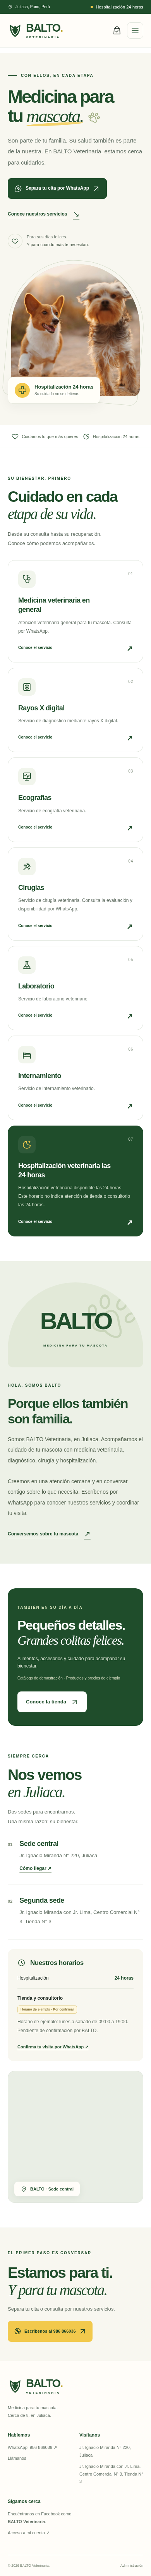 Juliaca, Puno, Perú
Hospitalización 24 horas
BALTO.
VETERINARIA
CON ELLOS, EN CADA ETAPA
Medicina para
tu mascota.
Son parte de tu familia. Su salud también es parte
de la nuestra. En BALTO Veterinaria, estamos cerca
para cuidarlos.
Separa tu cita por WhatsApp ↗
Conoce nuestros servicios ↘
Para sus días felices.
Y para cuando más te necesitan.
Hospitalización 24 horas
Su cuidado no se detiene.
Cuidamos lo que más quieres
Hospitalización 24 horas
SU BIENESTAR, PRIMERO
Cuidado en cada
etapa de su vida.
Desde su consulta hasta su recuperación.
Conoce cómo podemos acompañarlos.
01
Medicina veterinaria en
general
Atención veterinaria general para tu mascota. Consulta
por WhatsApp.
Conoce el servicio ↗
02
Rayos X digital
Servicio de diagnóstico mediante rayos X digital.
Conoce el servicio ↗
03
Ecografías
Servicio de ecografía veterinaria.
Conoce el servicio ↗
04
Cirugías
Servicio de cirugía veterinaria. Consulta la evaluación y
disponibilidad por WhatsApp.
Conoce el servicio ↗
05
Laboratorio
Servicio de laboratorio veterinario.
Conoce el servicio ↗
06
Internamiento
Servicio de internamiento veterinario.
Conoce el servicio ↗
07
Hospitalización veterinaria las
24 horas
Hospitalización veterinaria disponible las 24 horas.
Este horario no indica atención de tienda o consultorio
las 24 horas.
Conoce el servicio ↗
BALTO
MEDICINA PARA TU MASCOTA
HOLA, SOMOS BALTO
Porque ellos también
son familia.
Somos BALTO Veterinaria, en Juliaca. Acompañamos el
cuidado de tu mascota con medicina veterinaria,
diagnóstico, cirugía y hospitalización.
Creemos en una atención cercana y en conversar
contigo sobre lo que necesita. Escríbenos por
WhatsApp para conocer nuestros servicios y coordinar
tu visita.
Conversemos sobre tu mascota ↗
TAMBIÉN EN SU DÍA A DÍA
Pequeños detalles.
Grandes colitas felices.
Alimentos, accesorios y cuidado para acompañar su
bienestar.
Catálogo de demostración · Productos y precios de ejemplo
Conoce la tienda ↗
SIEMPRE CERCA
Nos vemos
en Juliaca.
Dos sedes para encontrarnos.
Una misma razón: su bienestar.
01
Sede central
Jr. Ignacio Miranda N° 220, Juliaca
Cómo llegar ↗
02
Segunda sede
Jr. Ignacio Miranda con Jr. Lima, Centro Comercial N°
3, Tienda N° 3
Nuestros horarios
Hospitalización 24 horas
Tienda y consultorio
Horario de ejemplo · Por confirmar
Horario de ejemplo: lunes a sábado de 09:00 a 19:00.
Pendiente de confirmación por BALTO.
Confirma tu visita por WhatsApp ↗
BALTO · Sede central
EL PRIMER PASO ES CONVERSAR
Estamos para ti.
Y para tu mascota.
Separa tu cita o consulta por nuestros servicios.
Escríbenos al 986 866036 ↗
BALTO.
VETERINARIA
Medicina para tu mascota.
Cerca de ti, en Juliaca.
Hablemos
WhatsApp: 986 866036 ↗
Llámanos
Visítanos
Jr. Ignacio Miranda N° 220,
Juliaca
Jr. Ignacio Miranda con Jr. Lima,
Centro Comercial N° 3, Tienda N°
3
Sigamos cerca
Encuéntranos en Facebook como
BALTO Veterinaria.
Acceso a mi cuenta ↗
© 2026 BALTO Veterinaria.
Administración